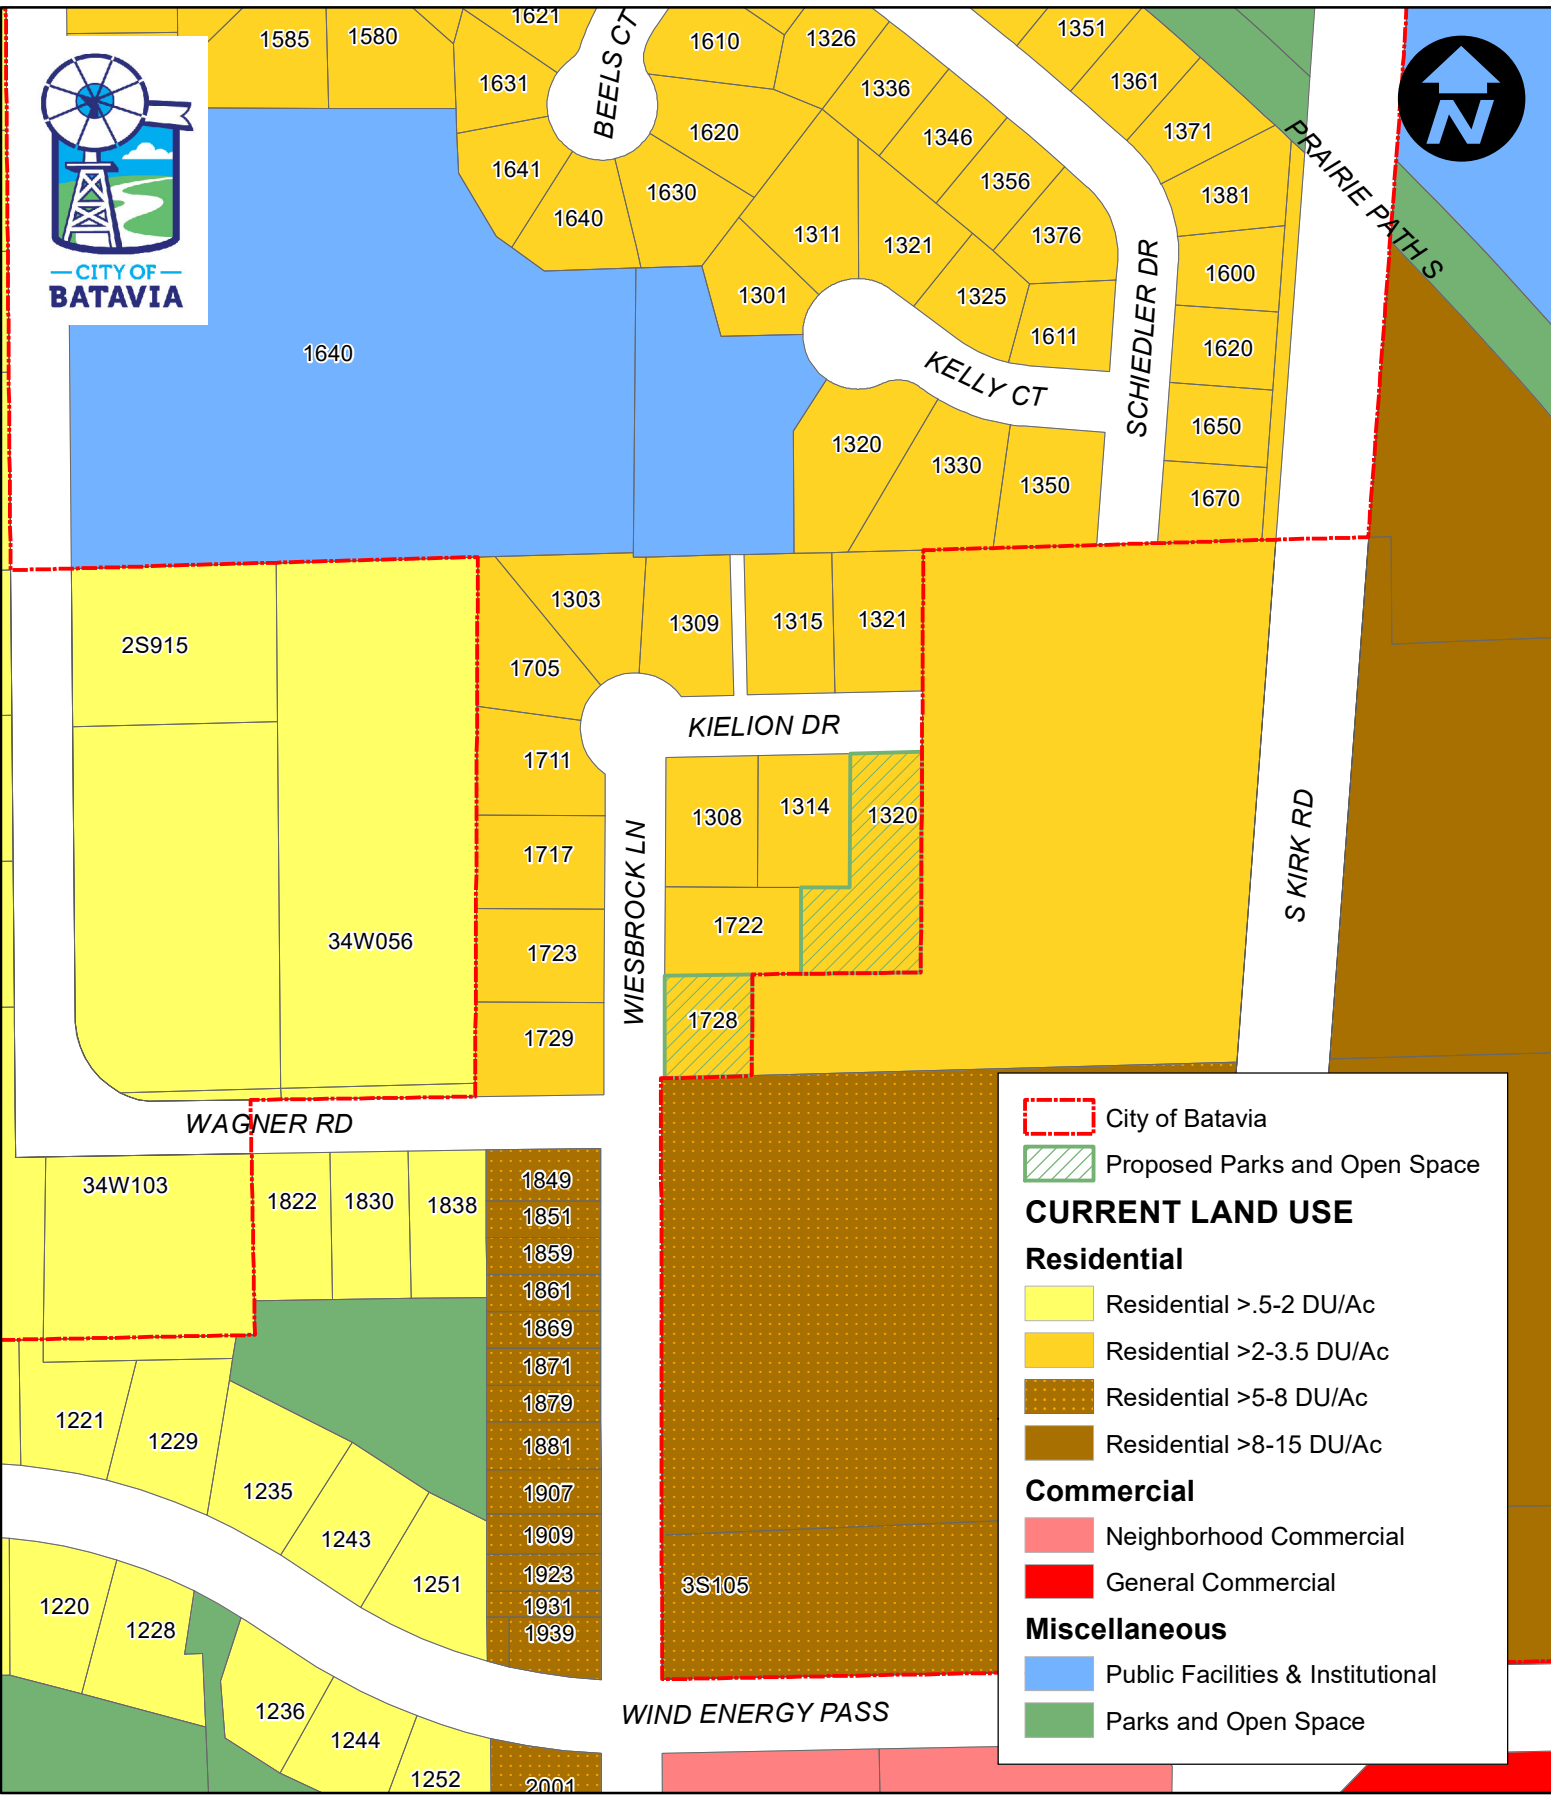 1621
1585
1580
BEELS CT
1610
1326
1351
1631
1336
1361
1620
1346
1371
PRAIRIE PATH S
N
1641
1630
1356
1381
1640
1311
1321
1376
CITY OF
BATAVIA
1301
1325
1600
SCHIEDLER DR
1640
1611
1620
KELLY CT
1320
1330
1350
1650
1670
2S915
1303
1309
1315
1321
1705
KIELION DR
1711
1308
1314
1320
1717
WIESBROCK LN
S KIRK RD
34W056
1722
1723
1728
1729
WAGNER RD
34W103
1822
1830
1838
1849
1851
1859
1861
1869
1871
1879
1881
1907
1909
1923
1931
1939
1221
1229
1235
1243
1251
3S105
1220
1228
1236
1244
1252
2001
WIND ENERGY PASS
City of Batavia
Proposed Parks and Open Space
CURRENT LAND USE
Residential
Residential >.5-2 DU/Ac
Residential >2-3.5 DU/Ac
Residential >5-8 DU/Ac
Residential >8-15 DU/Ac
Commercial
Neighborhood Commercial
General Commercial
Miscellaneous
Public Facilities & Institutional
Parks and Open Space